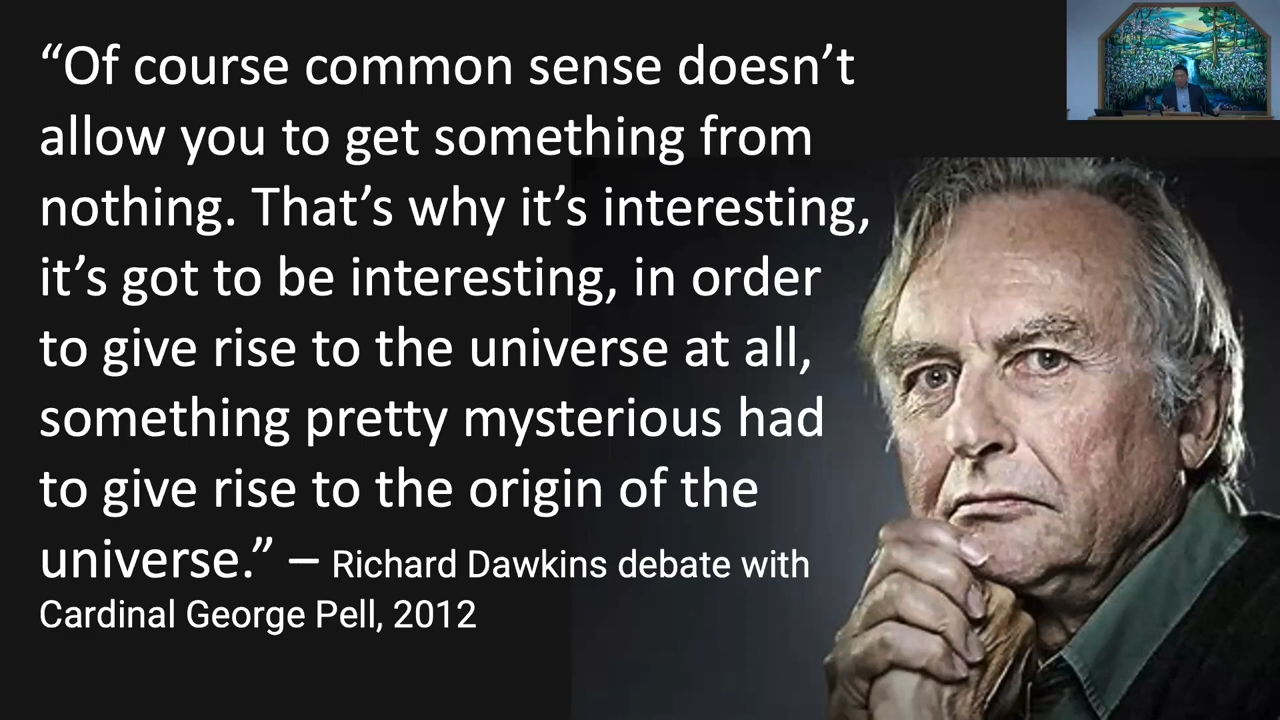 “Of course common sense doesn’t
allow you to get something from
nothing. That’s why it’s interesting,
it’s got to be interesting, in order
to give rise to the universe at all,
something pretty mysterious had
to give rise to the origin of the
universe.” – Richard Dawkins debate with
Cardinal George Pell, 2012